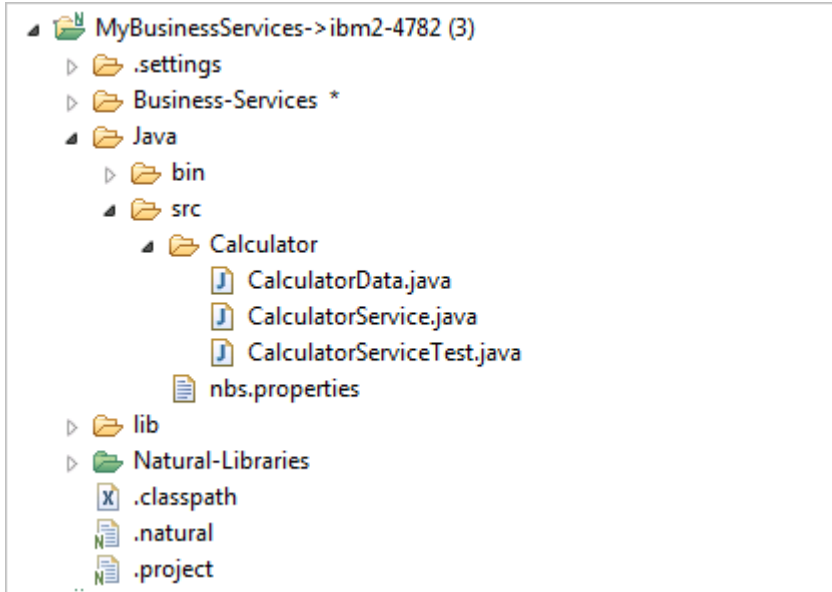 MyBusinessServices->ibm2-4782 (3)
.settings
Business-Services *
Java
bin
src
Calculator
CalculatorData.java
CalculatorService.java
CalculatorServiceTest.java
nbs.properties
lib
Natural-Libraries
.classpath
.natural
.project